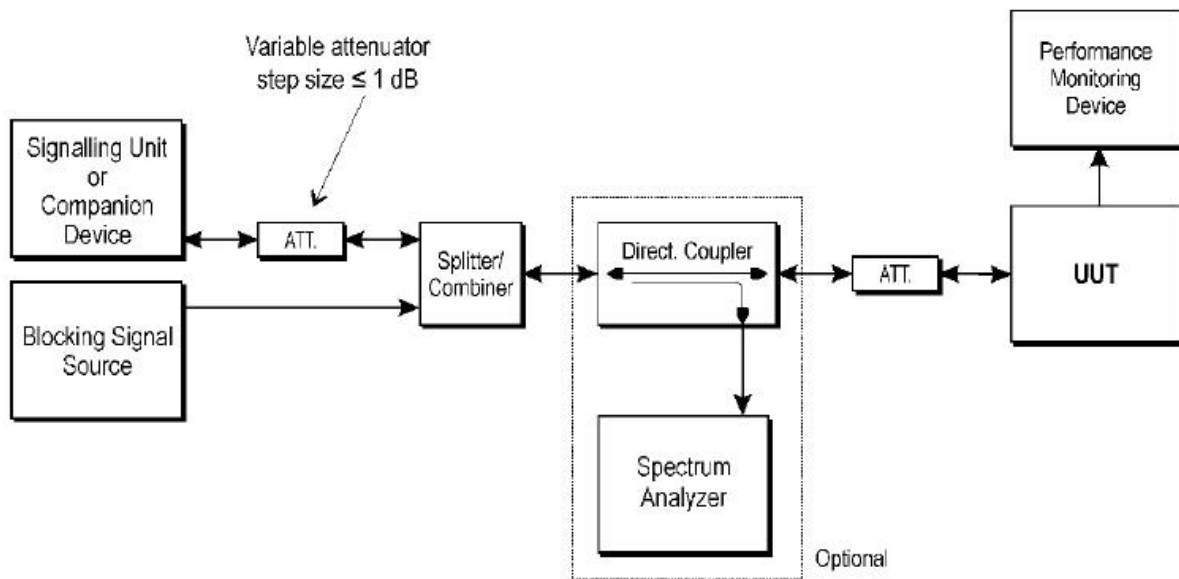 Variable attenuator
step size ≤ 1 dB
Signalling Unit
or
Companion
Device
ATT.
Splitter/
Combiner
Blocking Signal
Source
Direct. Coupler
Spectrum
Analyzer
Optional
ATT.
UUT
Performance
Monitoring
Device